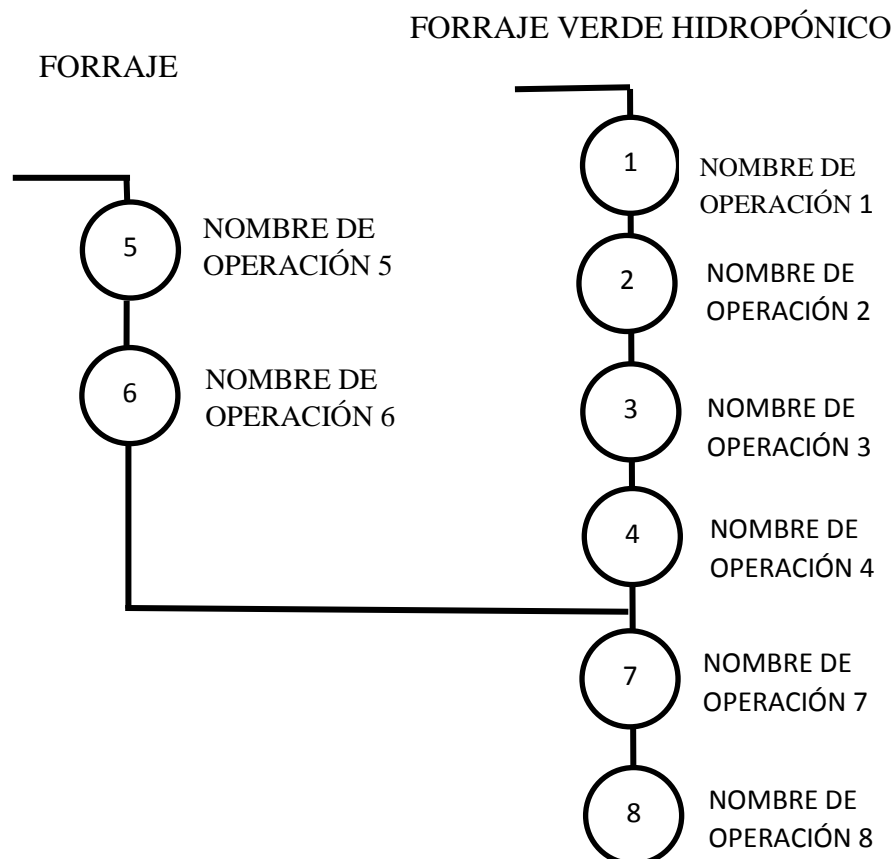 FORRAJE VERDE HIDROPÓNICO
FORRAJE
1
NOMBRE DE
OPERACIÓN 1
5
NOMBRE DE
OPERACIÓN 5
2
NOMBRE DE
OPERACIÓN 2
6
NOMBRE DE
OPERACIÓN 6
3
NOMBRE DE
OPERACIÓN 3
4
NOMBRE DE
OPERACIÓN 4
7
NOMBRE DE
OPERACIÓN 7
8
NOMBRE DE
OPERACIÓN 8